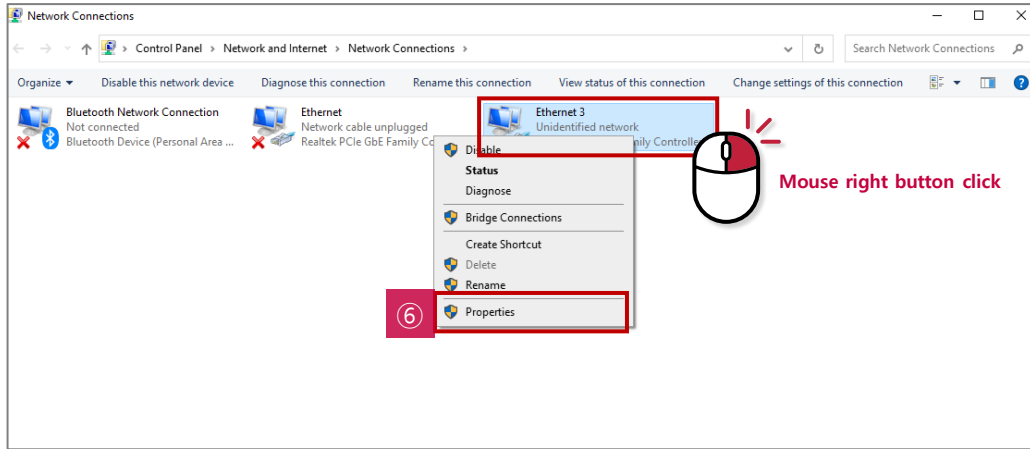 Network Connections
Control Panel > Network and Internet > Network Connections >
Search Network Connections
Organize Disable this network device Diagnose this connection Rename this connection View status of this connection Change settings of this connection ?
Bluetooth Network Connection
Not connected
Bluetooth Device (Personal Area ...
Ethernet
Network cable unplugged
Realtek PCIe GbE Family
Ethernet 3
Unidentified network
Controller
Mouse right button click
Disable
Status
Diagnose
Bridge Connections
Create Shortcut
Delete
Rename
⑥ Properties